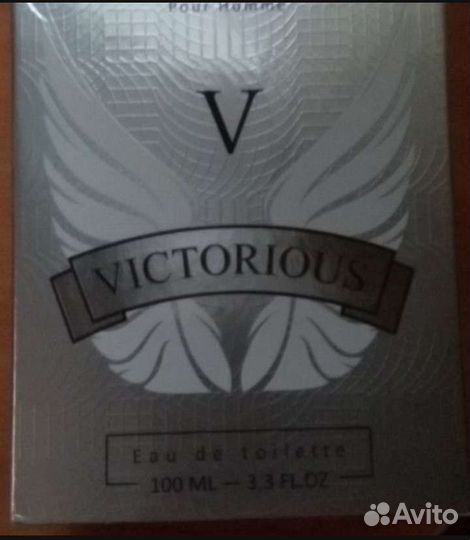 Pour Homme
V
VICTORIOUS
Eau de toilette
100 ML — 3.3 FL.OZ
Avito